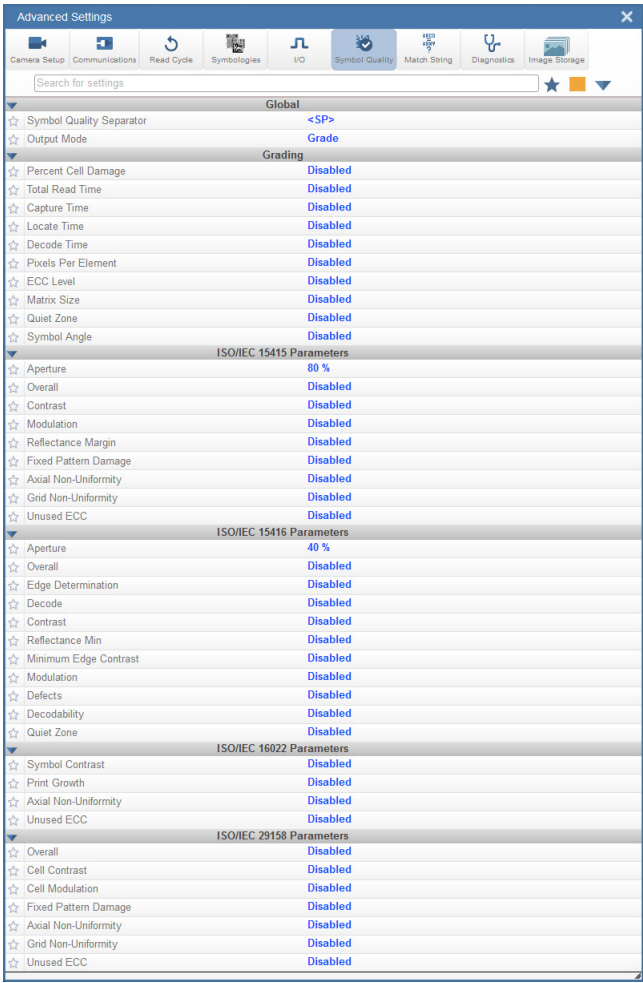 Advanced Settings
Camera Setup Communications Read Cycle Symbologies I/O Symbol Quality Match String Diagnostics Image Storage
Search for settings
Global
Symbol Quality Separator <SP>
Output Mode Grade
Grading
Percent Cell Damage Disabled
Total Read Time Disabled
Capture Time Disabled
Locate Time Disabled
Decode Time Disabled
Pixels Per Element Disabled
ECC Level Disabled
Matrix Size Disabled
Quiet Zone Disabled
Symbol Angle Disabled
ISO/IEC 15415 Parameters
Aperture 80 %
Overall Disabled
Contrast Disabled
Modulation Disabled
Reflectance Margin Disabled
Fixed Pattern Damage Disabled
Axial Non-Uniformity Disabled
Grid Non-Uniformity Disabled
Unused ECC Disabled
ISO/IEC 15416 Parameters
Aperture 40 %
Overall Disabled
Edge Determination Disabled
Decode Disabled
Contrast Disabled
Reflectance Min Disabled
Minimum Edge Contrast Disabled
Modulation Disabled
Defects Disabled
Decodability Disabled
Quiet Zone Disabled
ISO/IEC 16022 Parameters
Symbol Contrast Disabled
Print Growth Disabled
Axial Non-Uniformity Disabled
Unused ECC Disabled
ISO/IEC 29158 Parameters
Overall Disabled
Cell Contrast Disabled
Cell Modulation Disabled
Fixed Pattern Damage Disabled
Axial Non-Uniformity Disabled
Grid Non-Uniformity Disabled
Unused ECC Disabled